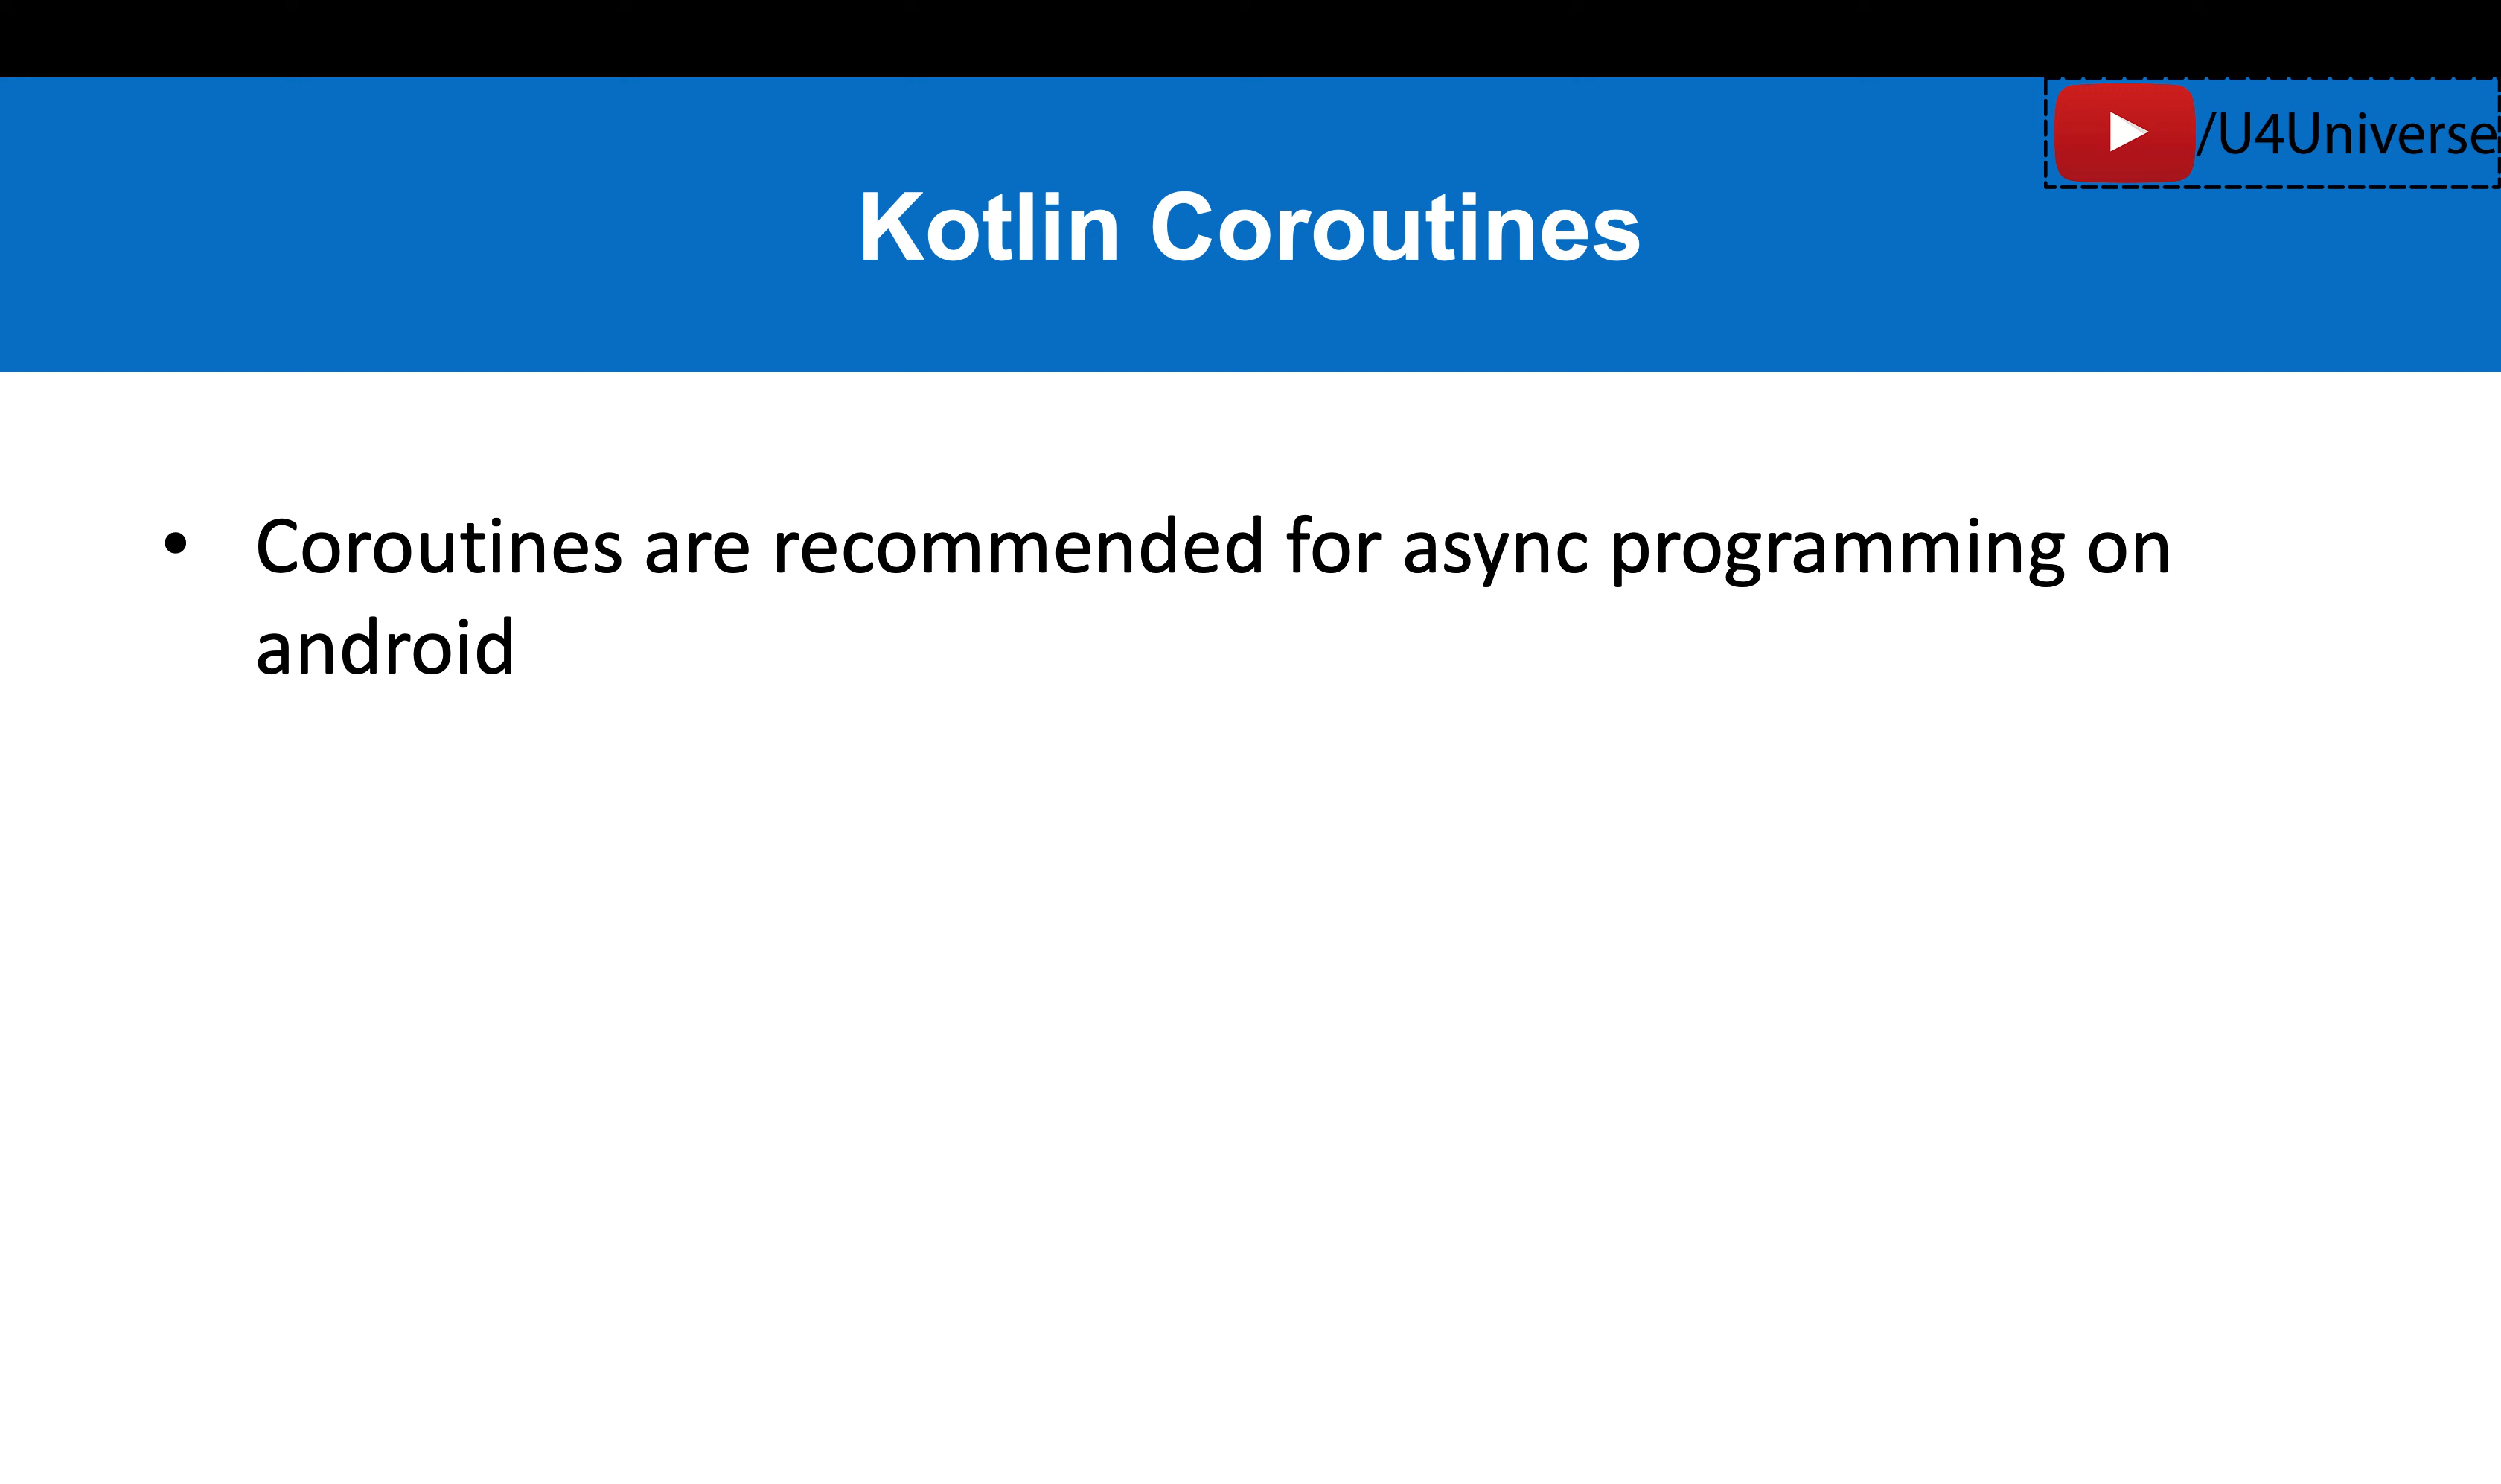 /U4Universe
Kotlin Coroutines
• Coroutines are recommended for async programming on
android